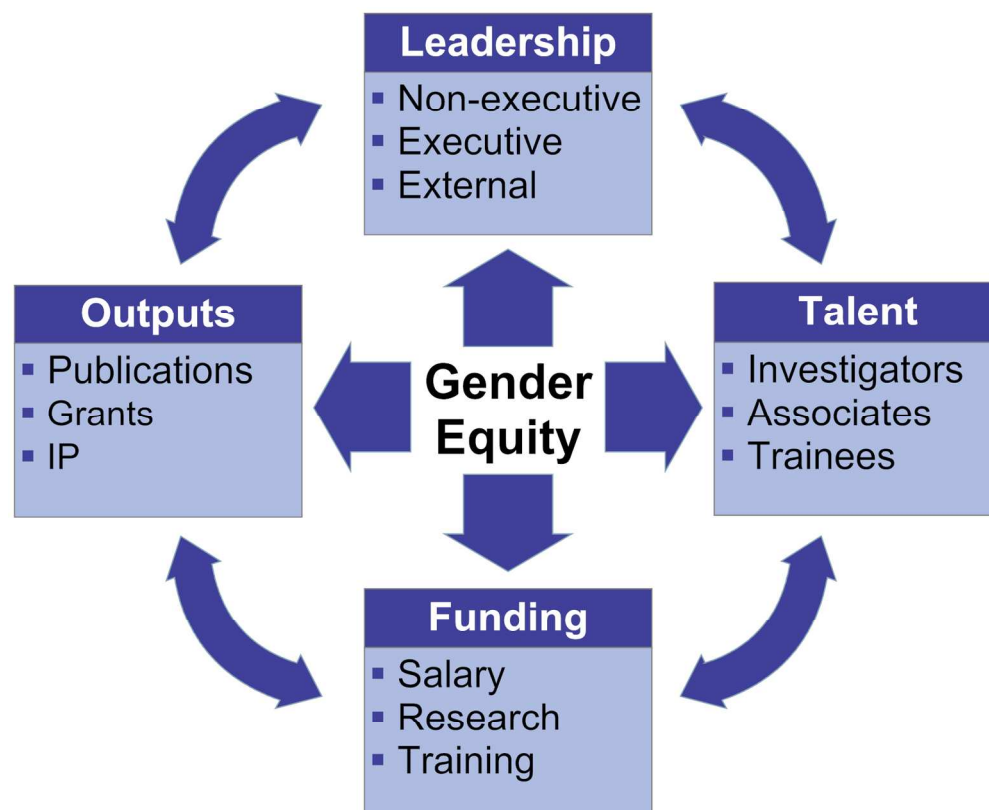 Leadership
▪ Non-executive
▪ Executive
▪ External
Outputs
▪ Publications
▪ Grants
▪ IP
Gender
Equity
Talent
▪ Investigators
▪ Associates
▪ Trainees
Funding
▪ Salary
▪ Research
▪ Training